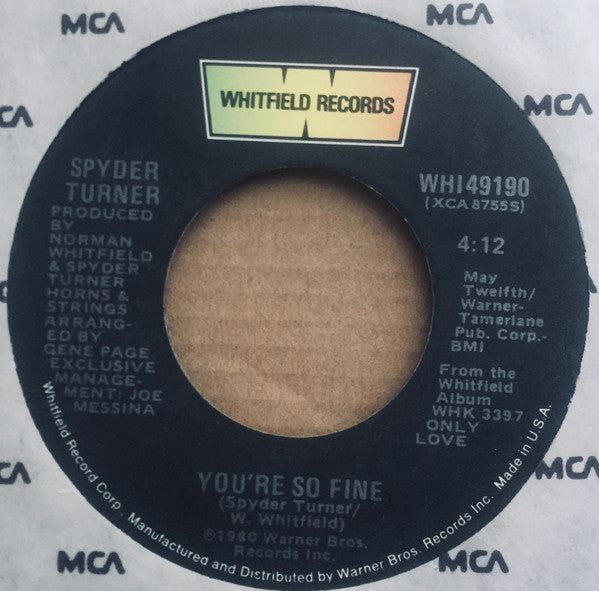 MCA
MCA
MCA
WHITFIELD RECORDS
SPYDER
TURNER
PRODUCED
BY
NORMAN
WHITFIELD
& SPYDER
TURNER
HORNS &
STRINGS
ARRANG-
ED BY
GENE PAGE
EXCLUSIVE
MANAGE-
MENT: JOE
MESSINA
WHI 49190
(XCA 8755S)
4:12
May
Twelfth/
Warner-
Tamerlane
Pub. Corp.-
BMI
From the
Whitfield
Album
WHK 3397
ONLY
LOVE
YOU'RE SO FINE
(Spyder Turner/
W. Whitfield)
℗1980 Warner Bros.
Records Inc.
Whitfield Record Corp. Manufactured and Distributed by Warner Bros. Records Inc. Made in U.S.A.
MCA
MCA
MCA